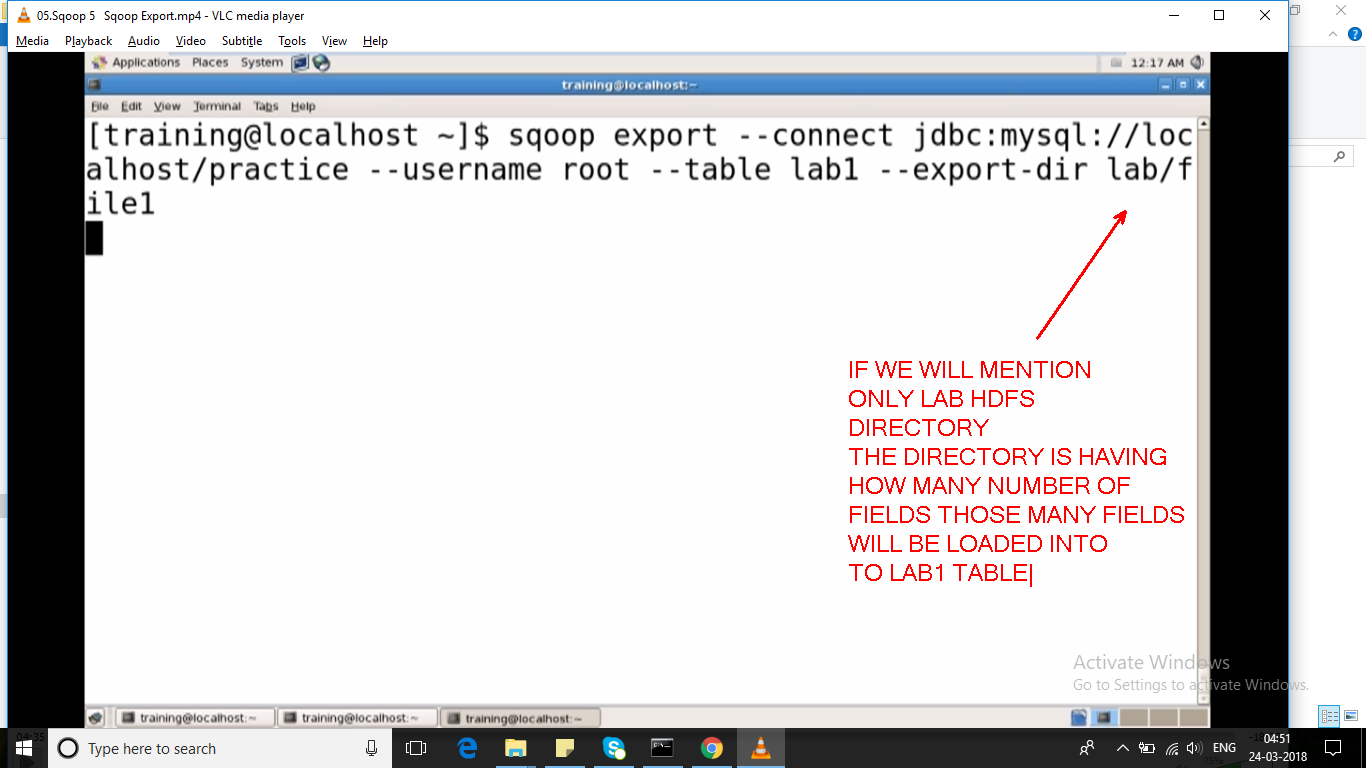 05.Sqoop 5 Sqoop Export.mp4 - VLC media player
Media Playback Audio Video Subtitle Tools View Help
Applications Places System 12:17 AM
training@localhost:~
File Edit View Terminal Tabs Help
[training@localhost ~]$ sqoop export --connect jdbc:mysql://loc
alhost/practice --username root --table lab1 --export-dir lab/f
ile1
IF WE WILL MENTION
ONLY LAB HDFS
DIRECTORY
THE DIRECTORY IS HAVING
HOW MANY NUMBER OF
FIELDS THOSE MANY FIELDS
WILL BE LOADED INTO
TO LAB1 TABLE|
Activate Windows
Go to Settings to activate Windows.
training@localhost:~ training@localhost:~ training@localhost:~
04:35
Type here to search
ENG
04:51
24-03-2018